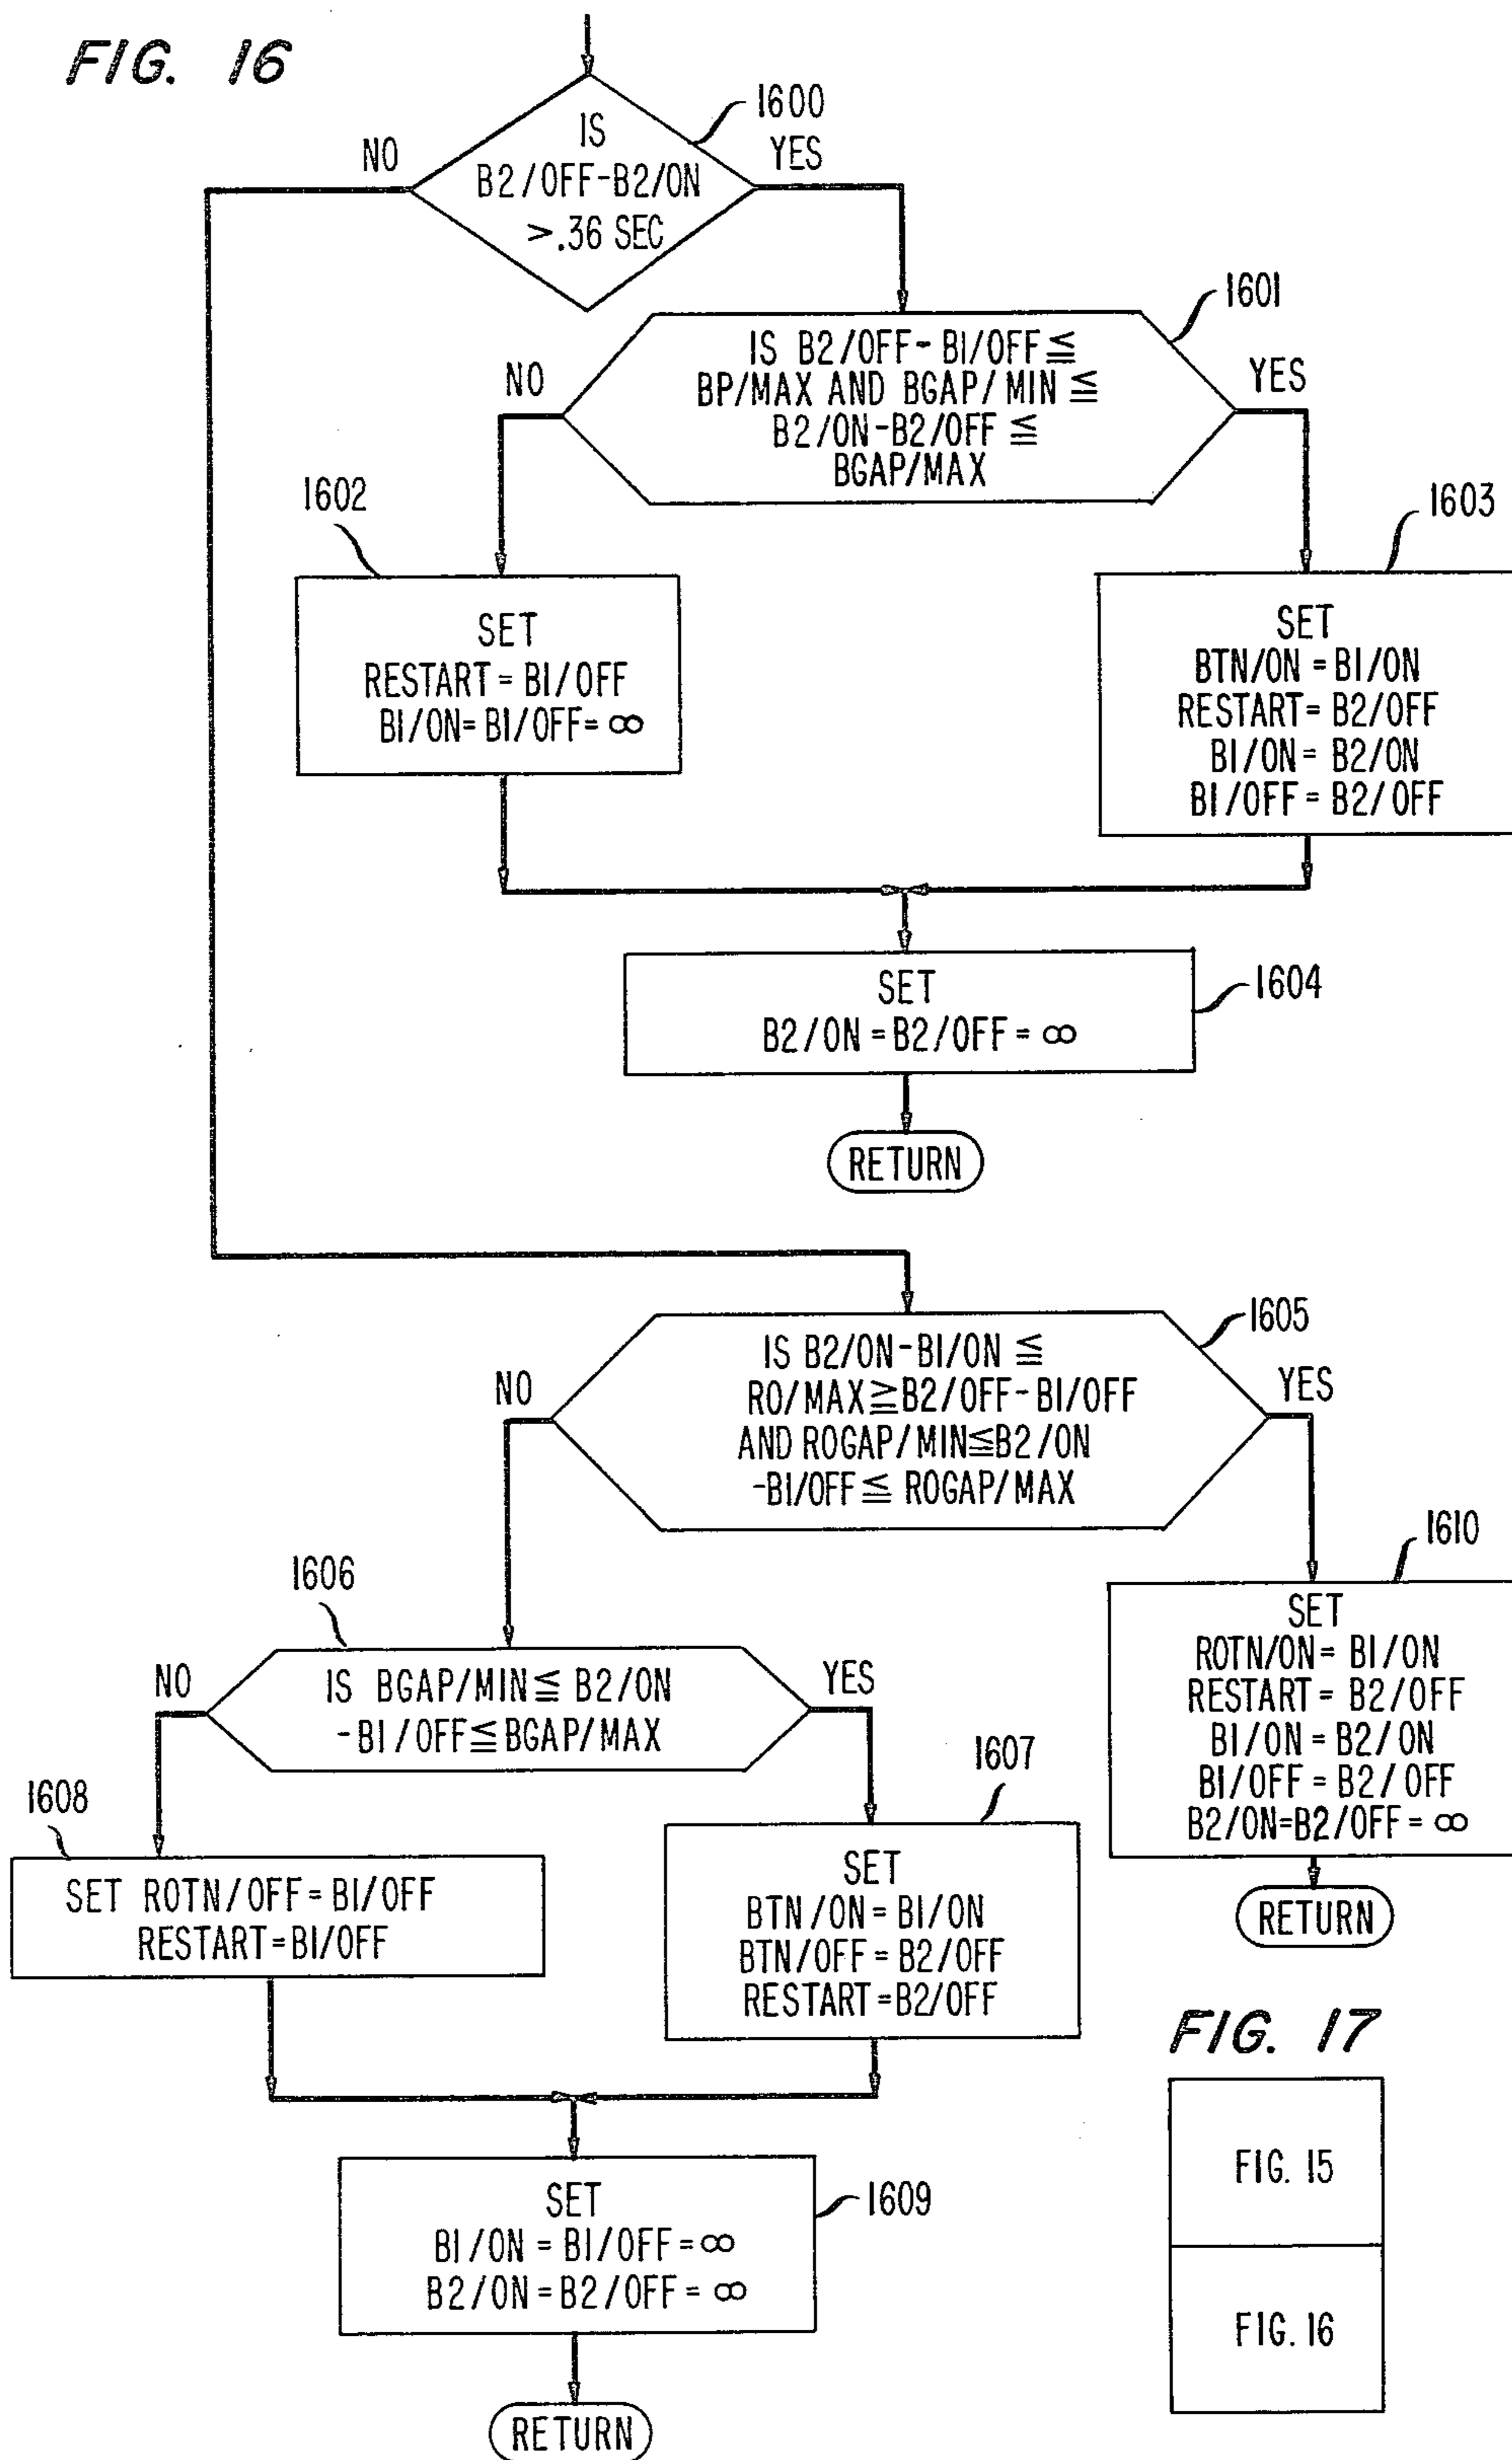 FIG. 16
1600
IS
B2/OFF-B2/ON
>.36 SEC
NO
YES
1601
IS B2/OFF-B1/OFF≦
BP/MAX AND BGAP/MIN ≦
B2/ON-B2/OFF ≦
BGAP/MAX
NO
YES
1602
SET
RESTART = B1/OFF
B1/ON=B1/OFF=∞
1603
SET
BTN/ON = B1/ON
RESTART= B2/OFF
B1/ON = B2/ON
B1/OFF = B2/OFF
1604
SET
B2/ON = B2/OFF = ∞
RETURN
1605
IS B2/ON-B1/ON ≦
RO/MAX≧B2/OFF-B1/OFF
AND ROGAP/MIN≦B2/ON
-B1/OFF≦ ROGAP/MAX
NO
YES
1606
IS BGAP/MIN≦ B2/ON
-B1/OFF≦BGAP/MAX
NO
YES
1610
SET
ROTN/ON= B1/ON
RESTART= B2/OFF
B1/ON = B2/ON
B1/OFF = B2/OFF
B2/ON=B2/OFF = ∞
RETURN
1608
SET ROTN/OFF=B1/OFF
RESTART=B1/OFF
1607
SET
BTN/ON = B1/ON
BTN/OFF= B2/OFF
RESTART =B2/OFF
1609
SET
B1/ON = B1/OFF=∞
B2/ON = B2/OFF = ∞
RETURN
FIG. 17
FIG. 15
FIG. 16